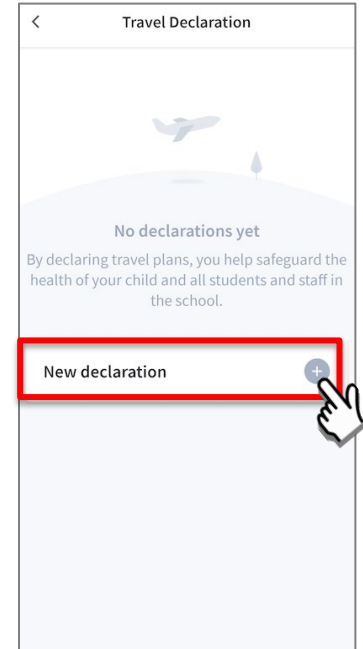 Travel Declaration
No declarations yet
By declaring travel plans, you help safeguard the
health of your child and all students and staff in
the school.
New declaration